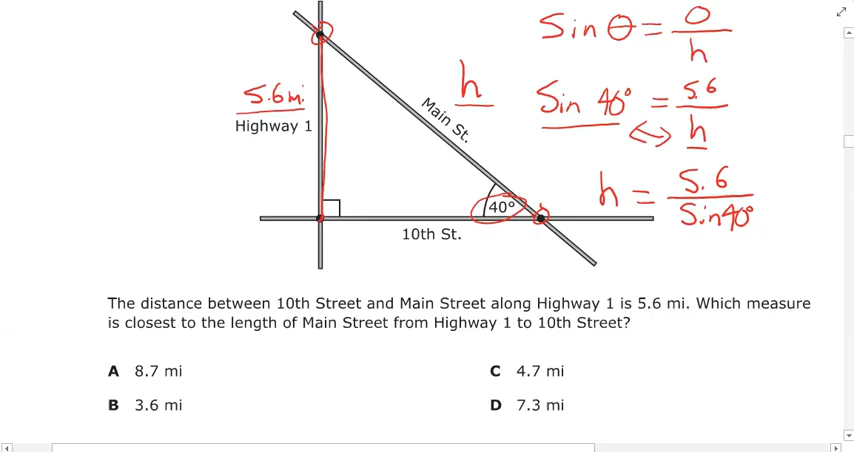 Sin θ = O/h
5.6 mi.
h
Sin 40° = 5.6/h
Main St.
Highway 1
h = 5.6/Sin40°
40°
10th St.
The distance between 10th Street and Main Street along Highway 1 is 5.6 mi. Which measure
is closest to the length of Main Street from Highway 1 to 10th Street?
A 8.7 mi
C 4.7 mi
B 3.6 mi
D 7.3 mi